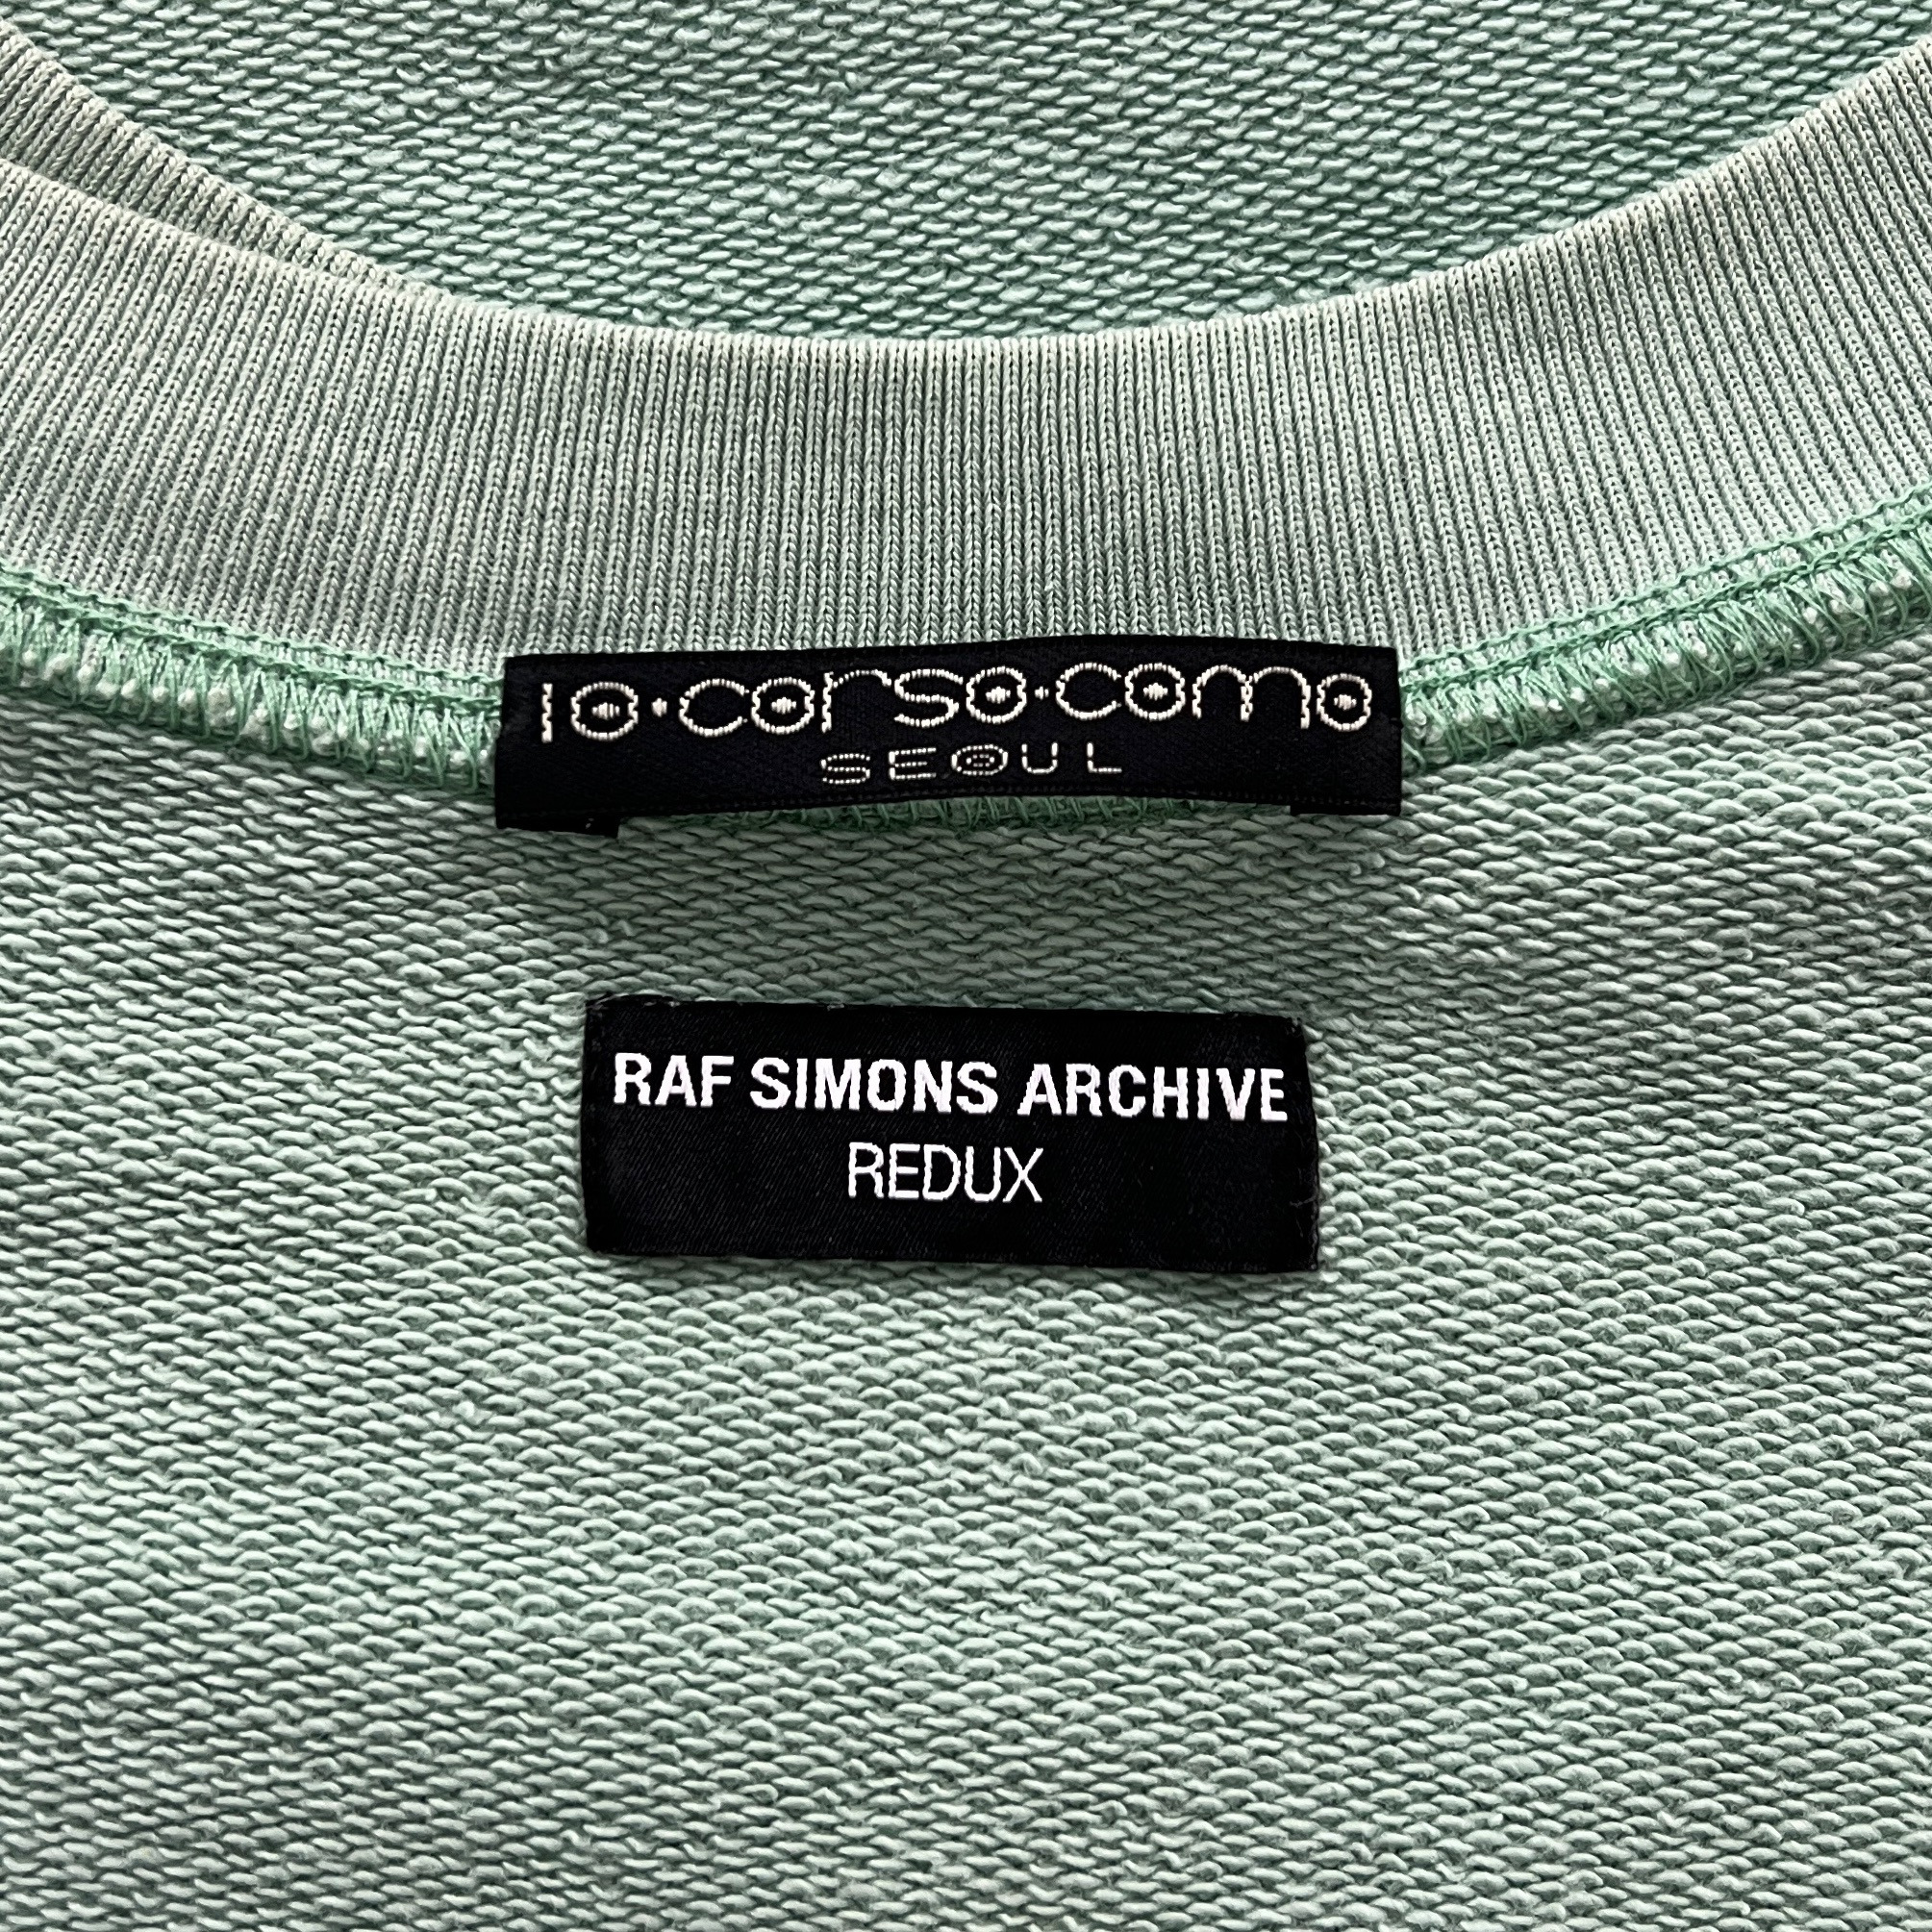 10·corso·como
SEOUL
RAF SIMONS ARCHIVE
REDUX